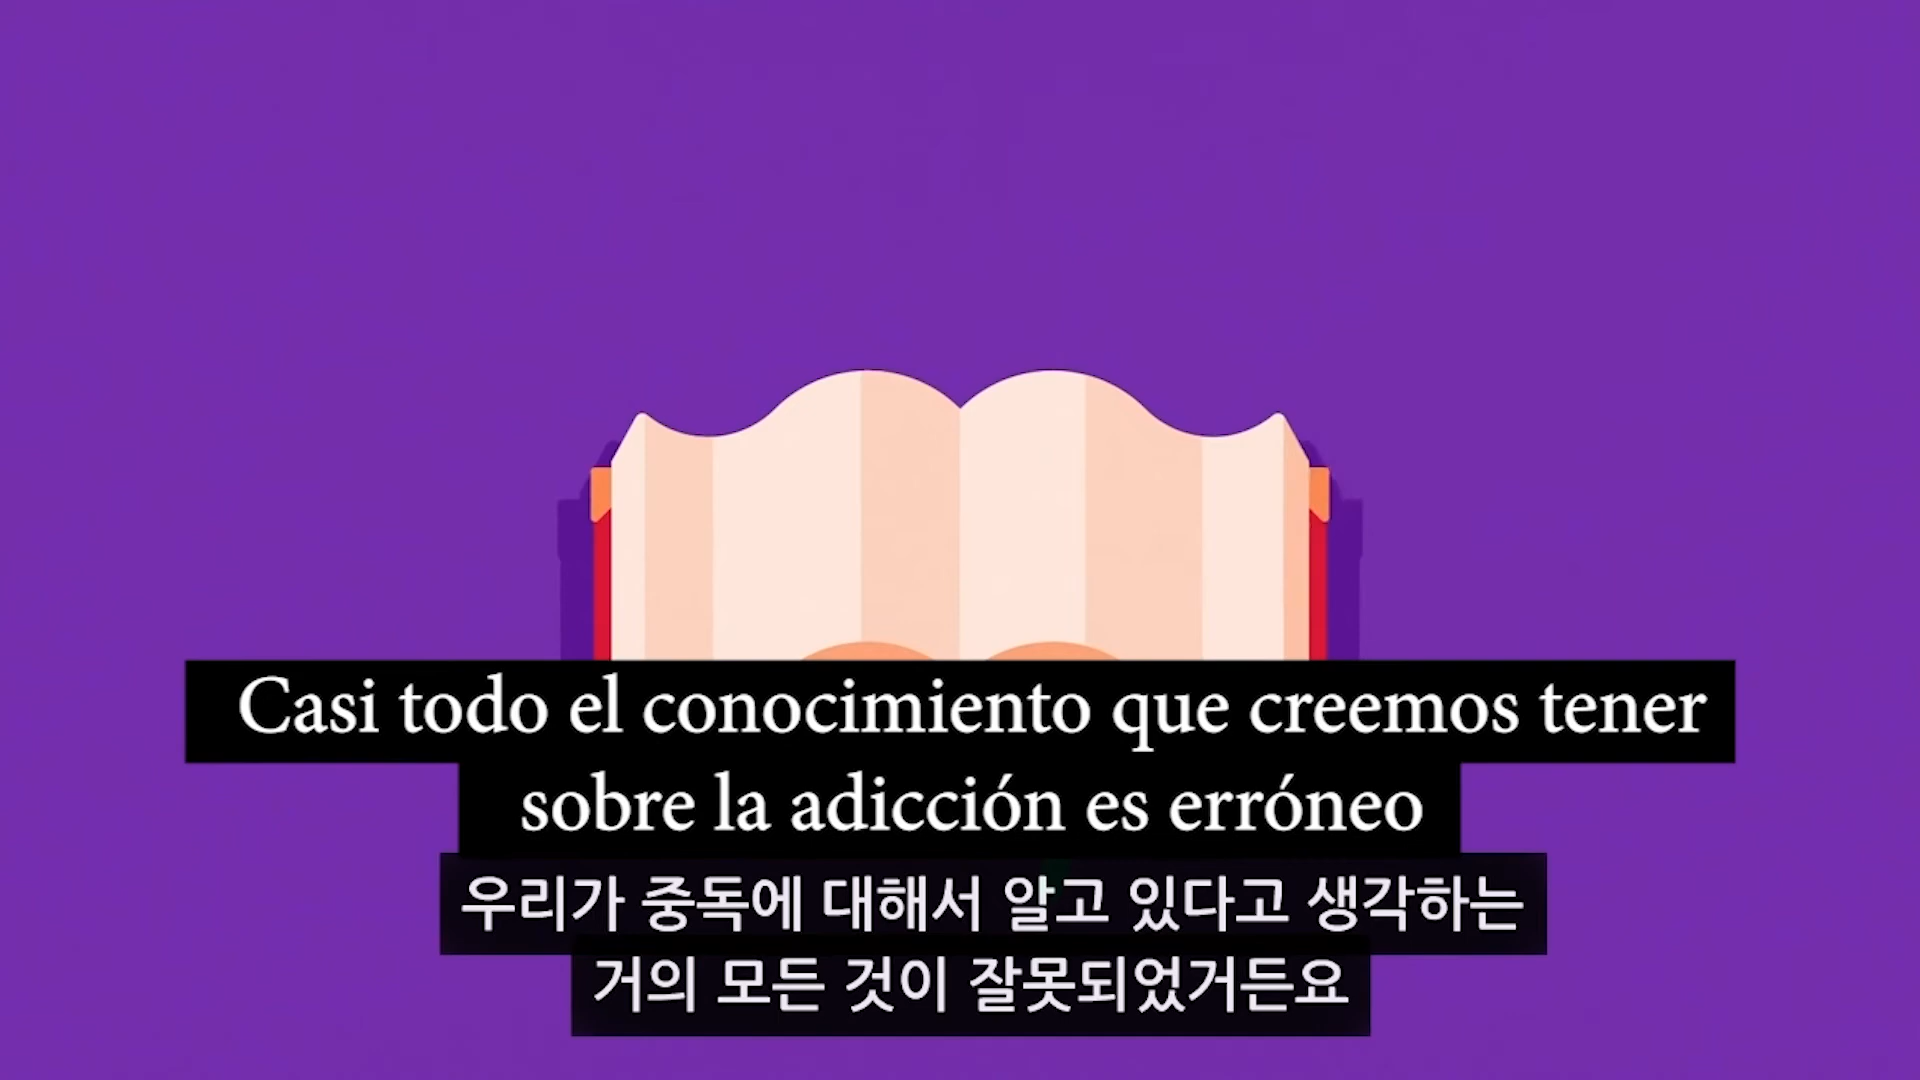 Casi todo el conocimiento que creemos tener
sobre la adicción es erróneo
우리가 중독에 대해서 알고 있다고 생각하는
거의 모든 것이 잘못되었거든요